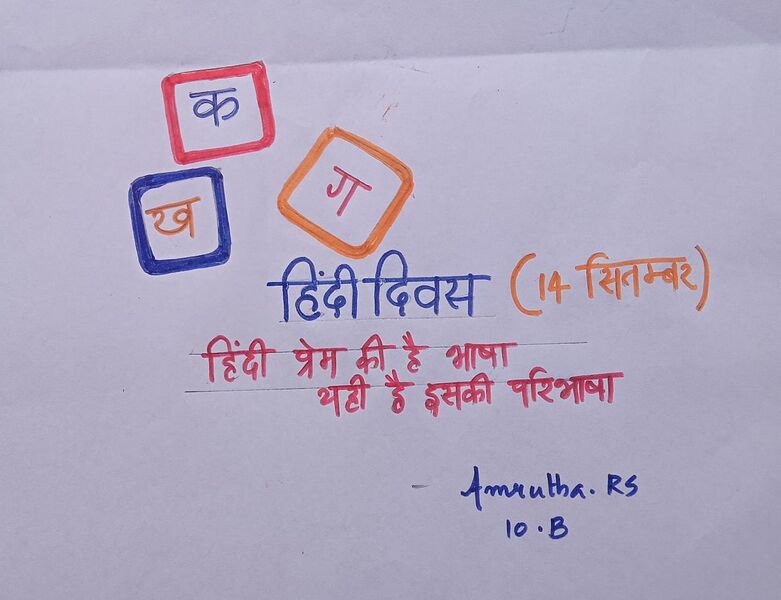 क
ख
ग
हिंदी दिवस (14 सितम्बर)
हिंदी प्रेम की है भाषा
यही है इसकी परिभाषा
- Amrutha. RS
10.B